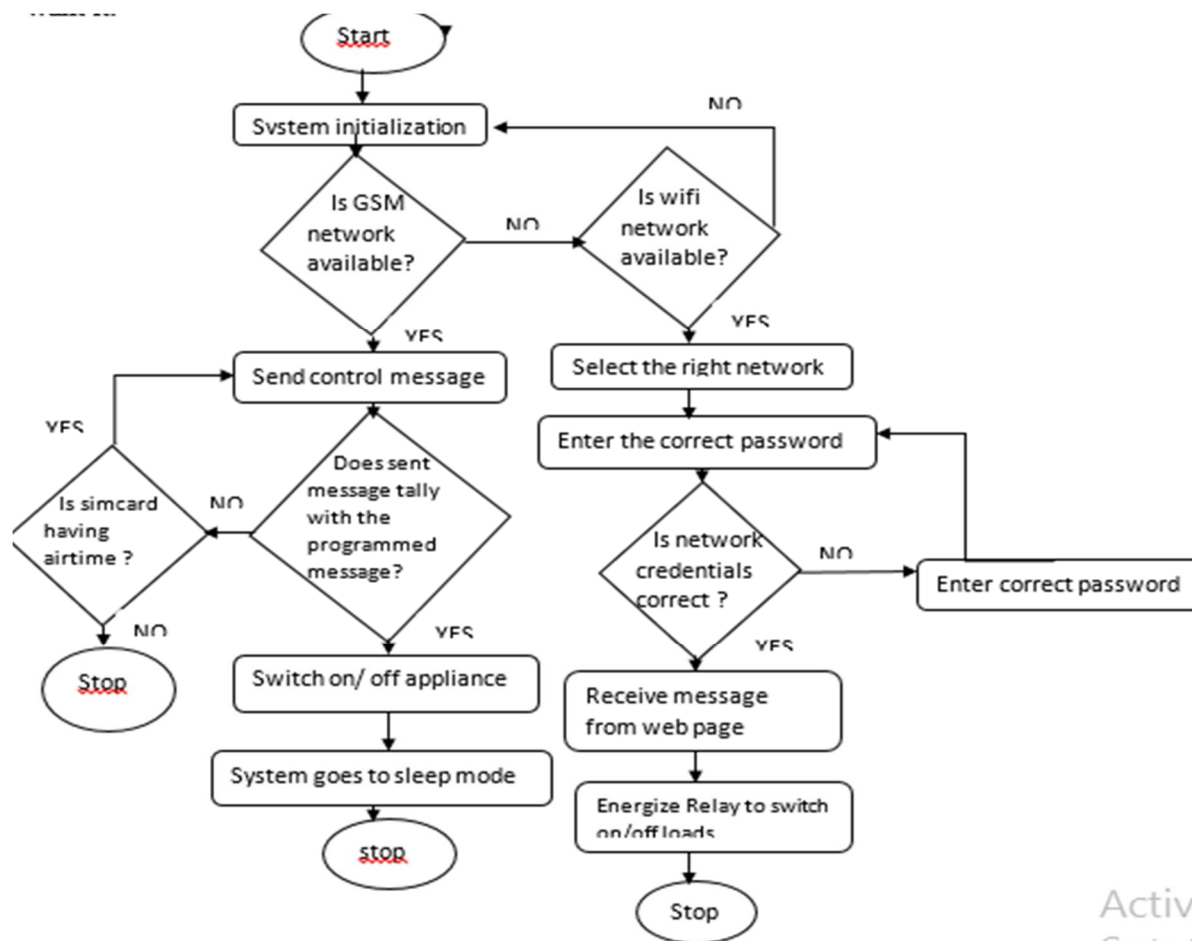 Start
NO
System initialization
Is GSM
network
available?
NO
Is wifi
network
available?
YES
YES
Send control message
Select the right network
YES
Enter the correct password
Does sent
message tally
with the
programmed
message?
NO
Is simcard
having
airtime ?
Is network
credentials
correct ?
NO
Enter correct password
NO
YES
YES
Stop
Switch on/ off appliance
Receive message
from web page
System goes to sleep mode
Energize Relay to switch
on/off loads
stop
Stop
Activ